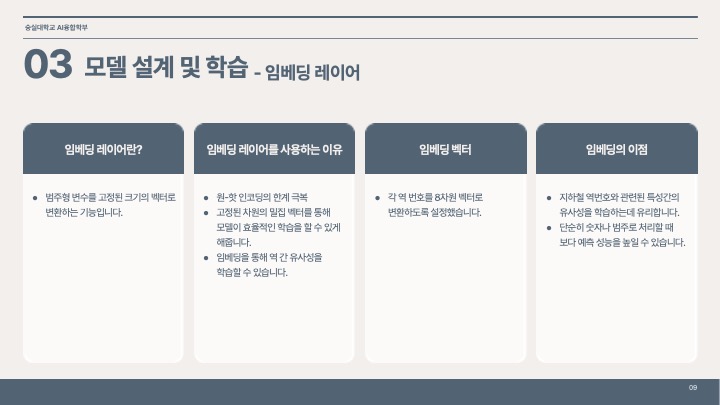 숭실대학교 AI융합학부
03 모델 설계 및 학습 - 임베딩 레이어
임베딩 레이어란?
● 범주형 변수를 고정된 크기의 벡터로
변환하는 기능입니다.
임베딩 레이어를 사용하는 이유
● 원-핫 인코딩의 한계 극복
● 고정된 차원의 밀집 벡터를 통해
모델이 효율적인 학습을 할 수 있게
해줍니다.
● 임베딩을 통해 역 간 유사성을
학습할 수 있습니다.
임베딩 벡터
● 각 역 번호를 8차원 벡터로
변환하도록 설정했습니다.
임베딩의 이점
● 지하철 역번호와 관련된 특성간의
유사성을 학습하는데 유리합니다.
● 단순히 숫자나 범주로 처리할 때
보다 예측 성능을 높일 수 있습니다.
09